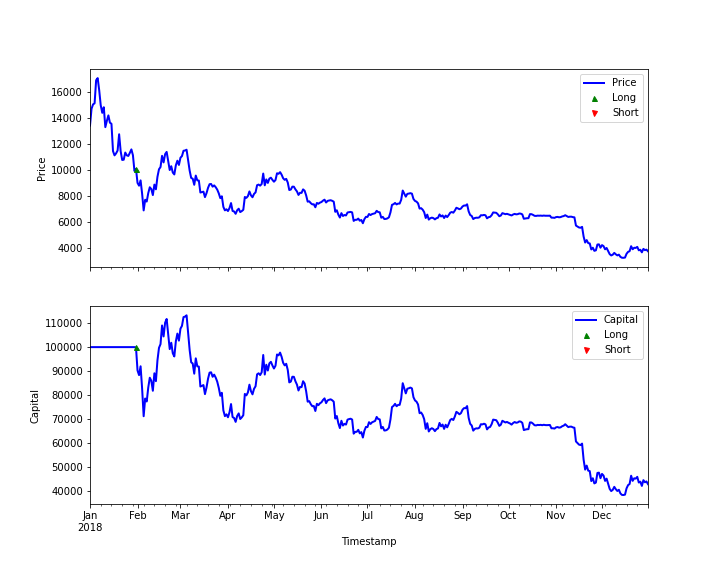 16000
14000
12000
10000
8000
6000
4000
Price
Price
Long
Short
110000
100000
90000
80000
70000
60000
50000
40000
Capital
Capital
Long
Short
Jan Feb Mar Apr May Jun Jul Aug Sep Oct Nov Dec
2018
Timestamp